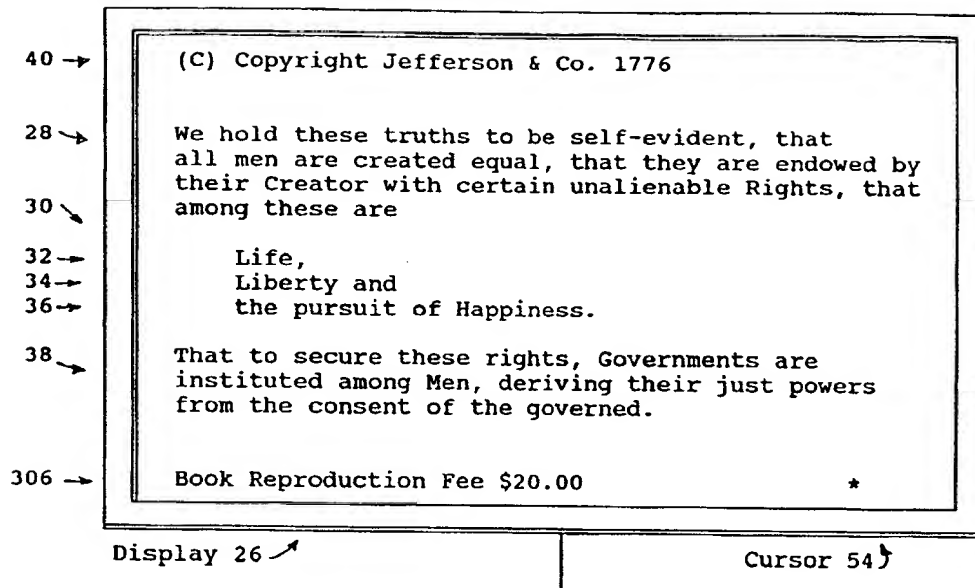 40 (C) Copyright Jefferson & Co. 1776
28 We hold these truths to be self-evident, that
all men are created equal, that they are endowed by
their Creator with certain unalienable Rights, that
30 among these are
32 Life,
34 Liberty and
36 the pursuit of Happiness.
38 That to secure these rights, Governments are
instituted among Men, deriving their just powers
from the consent of the governed.
306 Book Reproduction Fee $20.00 *
Display 26 Cursor 54